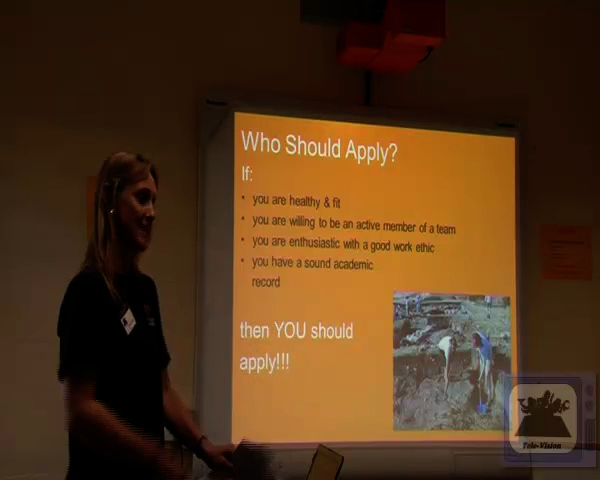 Who Should Apply?
If:
• you are healthy & fit
• you are willing to be an active member of a team
• you are enthusiastic with a good work ethic
• you have a sound academic
record
then YOU should
apply!!!
Tele-Vision